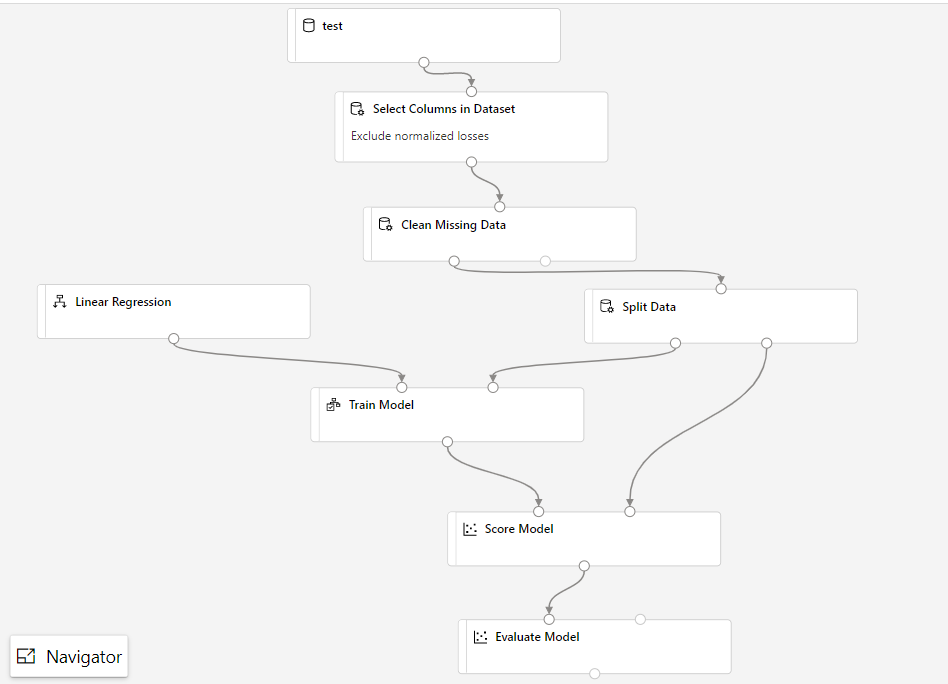 test
Select Columns in Dataset
Exclude normalized losses
Clean Missing Data
Linear Regression
Split Data
Train Model
Score Model
Evaluate Model
Navigator